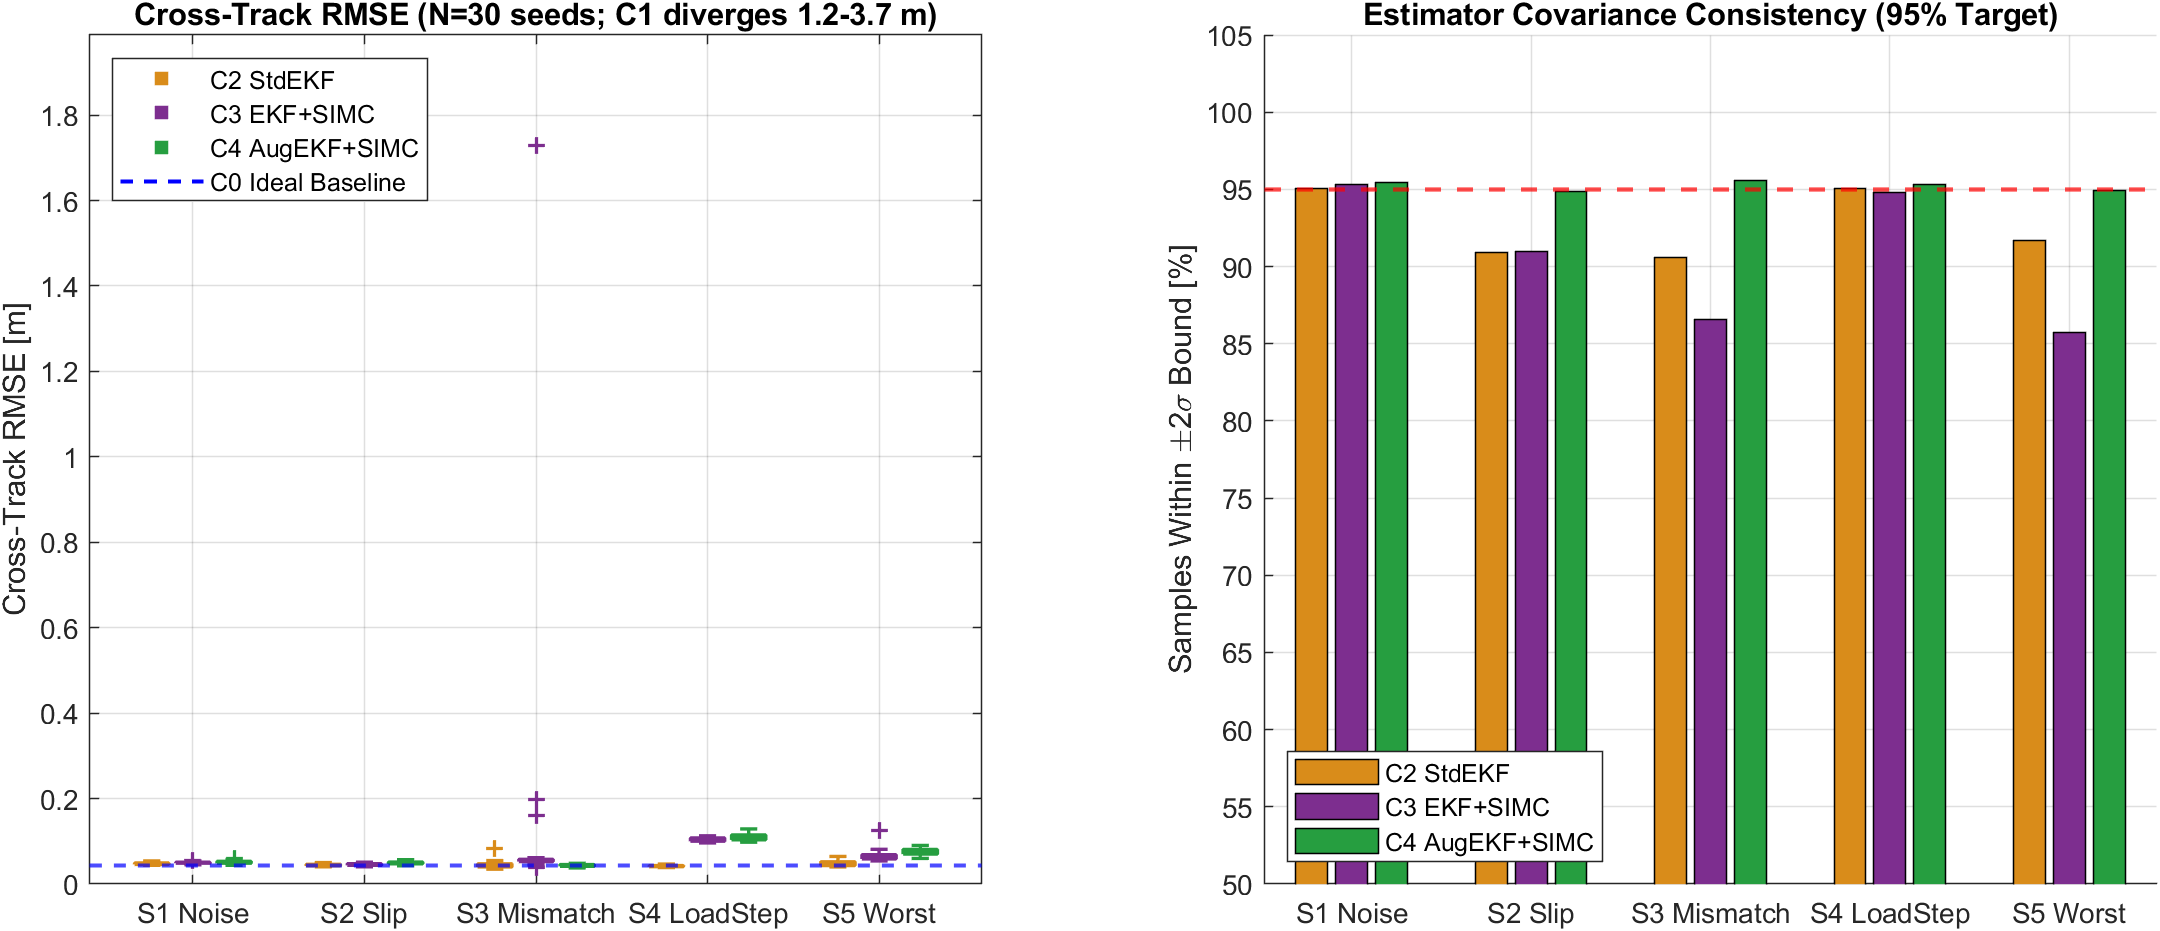 Cross-Track RMSE (N=30 seeds; C1 diverges 1.2-3.7 m)
C2 StdEKF
C3 EKF+SIMC
C4 AugEKF+SIMC
C0 Ideal Baseline
Cross-Track RMSE [m]
1.8
1.6
1.4
1.2
1
0.8
0.6
0.4
0.2
0
S1 Noise
S2 Slip
S3 Mismatch
S4 LoadStep
S5 Worst
Estimator Covariance Consistency (95% Target)
Samples Within ±2σ Bound [%]
105
100
95
90
85
80
75
70
65
60
55
50
C2 StdEKF
C3 EKF+SIMC
C4 AugEKF+SIMC
S1 Noise
S2 Slip
S3 Mismatch
S4 LoadStep
S5 Worst